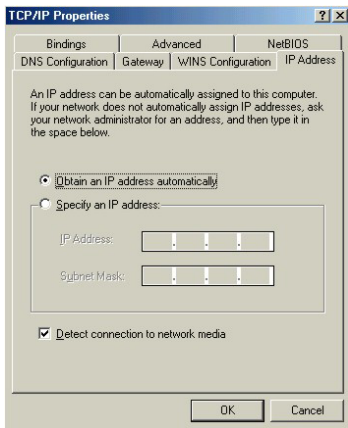 TCP/IP Properties
Bindings Advanced NetBIOS
DNS Configuration Gateway WINS Configuration IP Address
An IP address can be automatically assigned to this computer.
If your network does not automatically assign IP addresses, ask
your network administrator for an address, and then type it in
the space below.
Obtain an IP address automatically
Specify an IP address:
IP Address:
Subnet Mask:
Detect connection to network media
OK Cancel